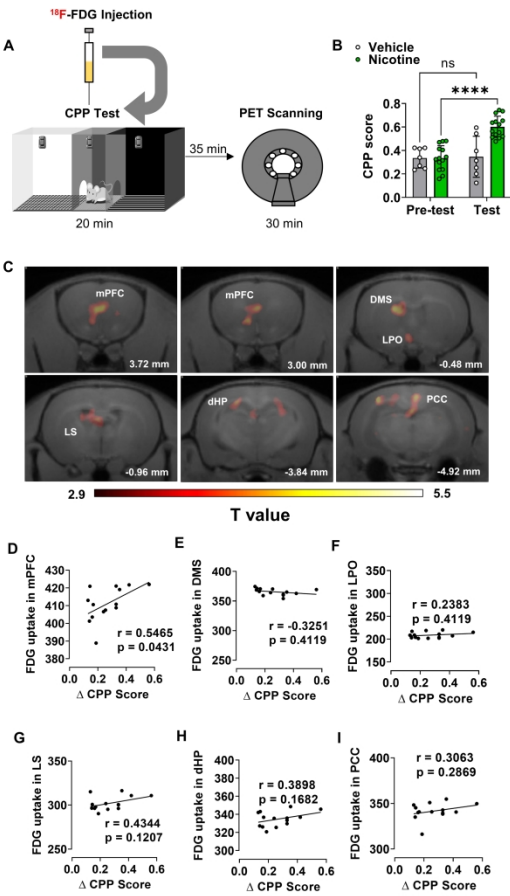 ¹⁸F-FDG Injection
A
CPP Test
35 min
PET Scanning
20 min
30 min
B
Vehicle
Nicotine
ns
****
CPP score
0.8
0.6
0.4
0.2
0.0
Pre-test
Test
C
mPFC
3.72 mm
mPFC
3.00 mm
DMS
LPO
-0.48 mm
LS
-0.96 mm
dHP
-3.84 mm
PCC
-4.92 mm
2.9
5.5
T value
D
FDG uptake in mPFC
430
420
410
400
390
380
r = 0.5465
p = 0.0431
0.0 0.2 0.4 0.6
Δ CPP Score
E
FDG uptake in DMS
400
350
300
250
r = -0.3251
p = 0.4119
0.0 0.2 0.4 0.6
Δ CPP Score
F
FDG uptake in LPO
350
300
250
200
150
r = 0.2383
p = 0.4119
0.0 0.2 0.4 0.6
Δ CPP Score
G
FDG uptake in LS
350
300
250
r = 0.4344
p = 0.1207
0.0 0.2 0.4 0.6
Δ CPP Score
H
FDG uptake in dHP
400
380
360
340
320
300
r = 0.3898
p = 0.1682
0.0 0.2 0.4 0.6
Δ CPP Score
I
FDG uptake in PCC
400
380
360
340
320
300
r = 0.3063
p = 0.2869
0.0 0.2 0.4 0.6
Δ CPP Score